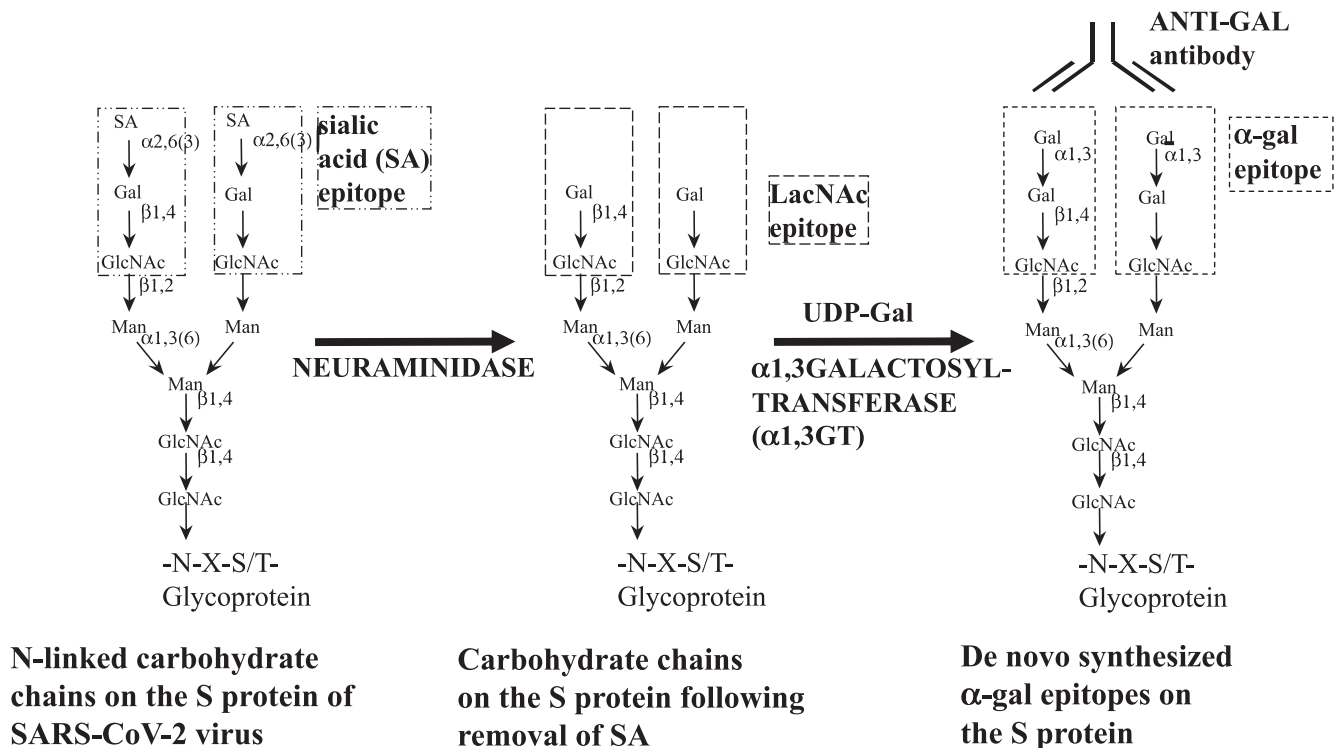 ANTI-GAL
antibody
SA
α2,6(3)
Gal
β1,4
GlcNAc
β1,2
Man
α1,3(6)
SA
α2,6(3)
Gal
GlcNAc
Man
Man
β1,4
GlcNAc
β1,4
GlcNAc
-N-X-S/T-
Glycoprotein
sialic
acid (SA)
epitope
NEURAMINIDASE
Gal
β1,4
GlcNAc
β1,2
Man
α1,3(6)
Gal
GlcNAc
Man
Man
β1,4
GlcNAc
β1,4
GlcNAc
-N-X-S/T-
Glycoprotein
LacNAc
epitope
UDP-Gal
α1,3GALACTOSYL-
TRANSFERASE
(α1,3GT)
Gal
α1,3
Gal
β1,4
GlcNAc
β1,2
Man
α1,3(6)
Gal
α1,3
Gal
GlcNAc
Man
Man
β1,4
GlcNAc
β1,4
GlcNAc
-N-X-S/T-
Glycoprotein
α-gal
epitope
N-linked carbohydrate
chains on the S protein of
SARS-CoV-2 virus
Carbohydrate chains
on the S protein following
removal of SA
De novo synthesized
α-gal epitopes on
the S protein